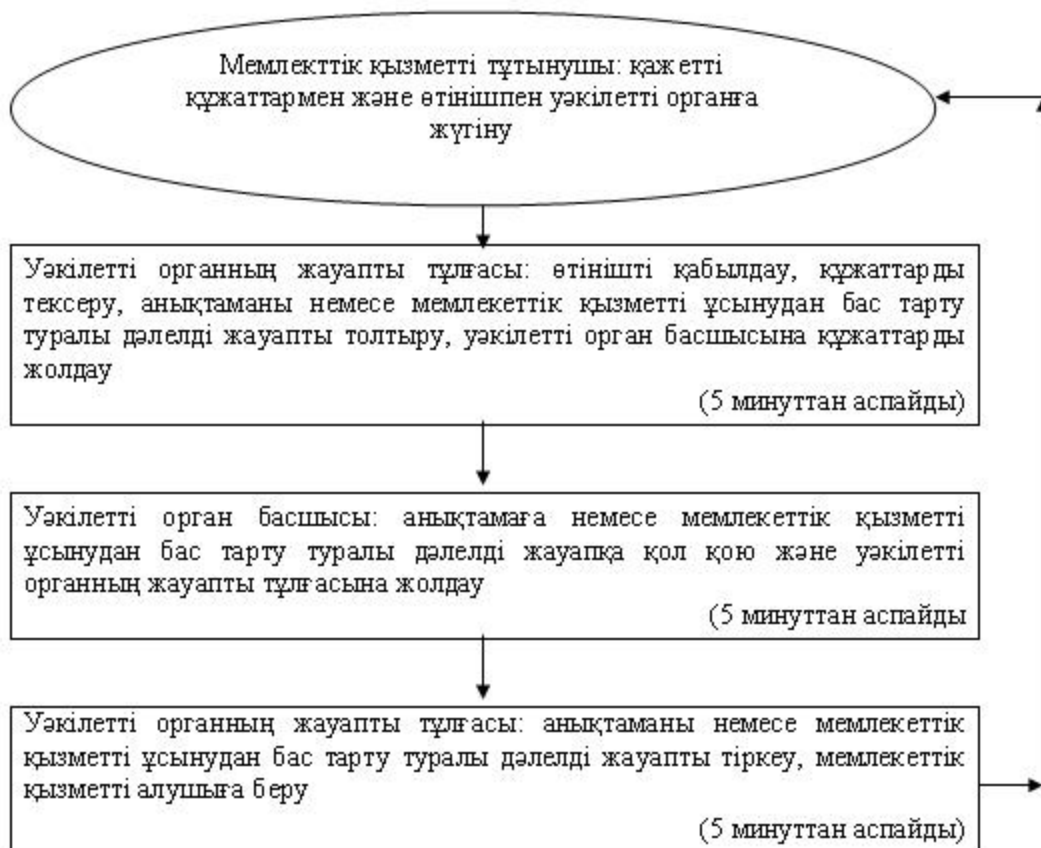 Мемлекттік қызметті тұтынушы: қажетті
құжаттармен және өтінішпен уәкілетті органға
жүгіну
Уәкілетті органның жауапты тұлғасы: өтінішті қабылдау, құжаттарды
тексеру, анықтаманы немесе мемлекеттік қызметті ұсынудан бас тарту
туралы дәлелді жауапты толтыру, уәкілетті орган басшысына құжаттарды
жолдау
(5 минуттан аспайды)
Уәкілетті орган басшысы: анықтамаға немесе мемлекеттік қызметті
ұсынудан бас тарту туралы дәлелді жауапқа қол қою және уәкілетті
органның жауапты тұлғасына жолдау
(5 минуттан аспайды
Уәкілетті органның жауапты тұлғасы: анықтаманы немесе мемлекеттік
қызметті ұсынудан бас тарту туралы дәлелді жауапты тіркеу, мемлекеттік
қызметті алушыға беру
(5 минуттан аспайды)